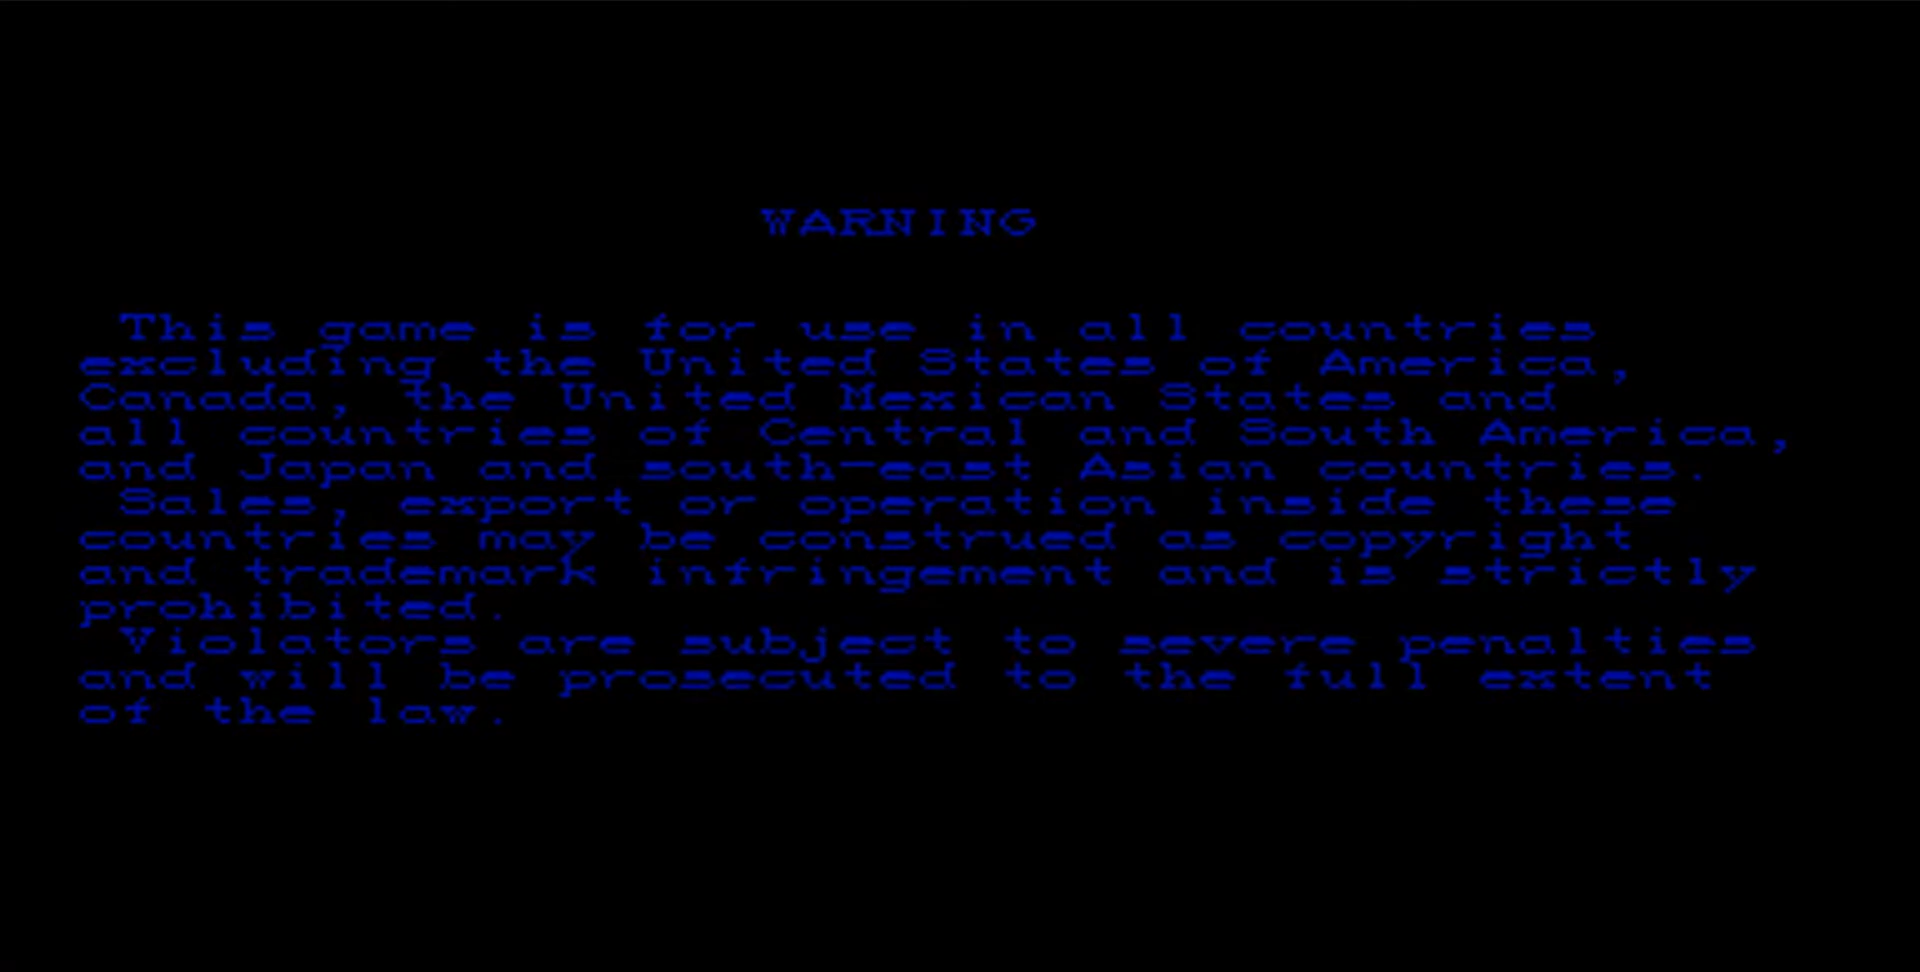 WARNING
This game is for use in all countries
excluding the United States of America,
Canada, the United Mexican States and
all countries of Central and South America,
and Japan and south-east Asian countries.
Sales, export or operation inside these
countries may be construed as copyright
and trademark infringement and is strictly
prohibited.
Violators are subject to severe penalties
and will be prosecuted to the full extent
of the law.